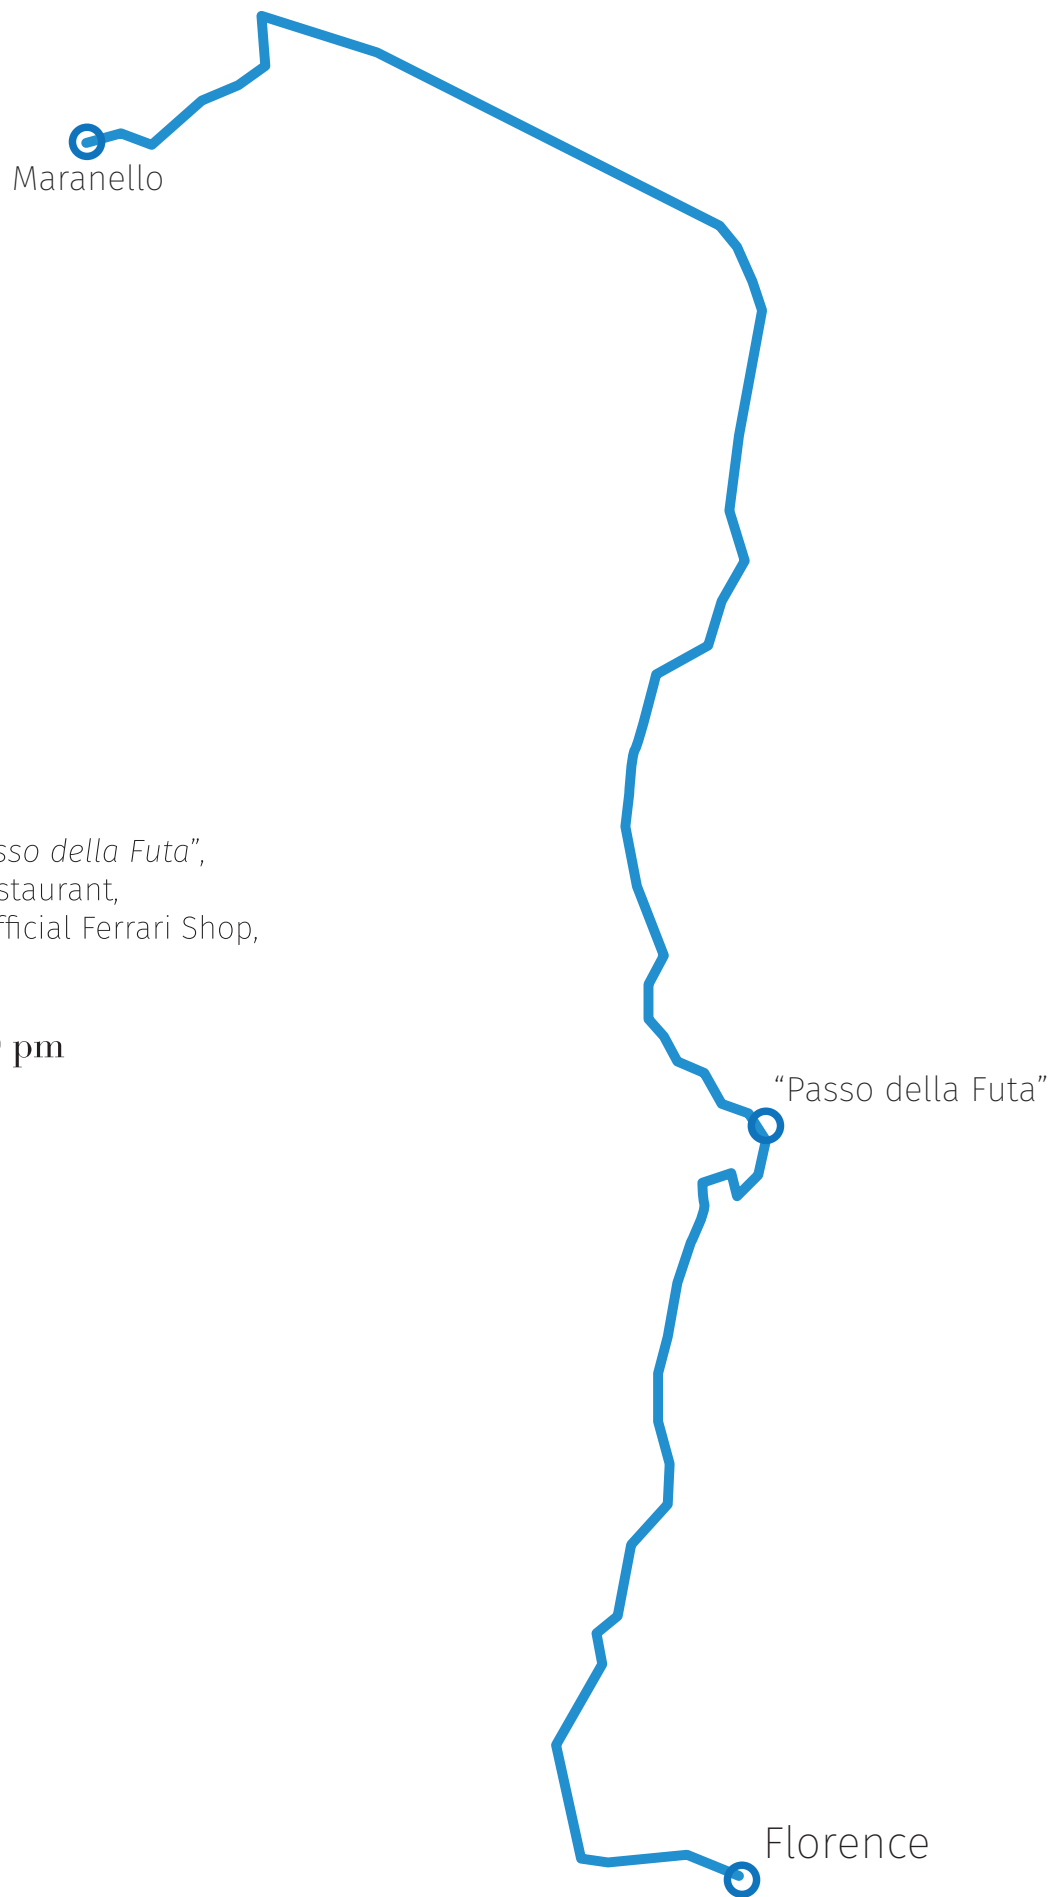 Maranello
sso della Futa”,
staurant,
fficial Ferrari Shop,
pm
“Passo della Futa”
Florence